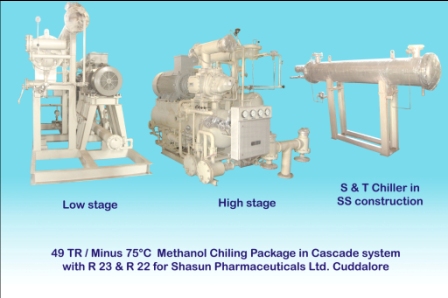 Low stage
High stage
S & T Chiller in
SS construction
49 TR / Minus 75°C Methanol Chiling Package in Cascade system
with R 23 & R 22 for Shasun Pharmaceuticals Ltd. Cuddalore